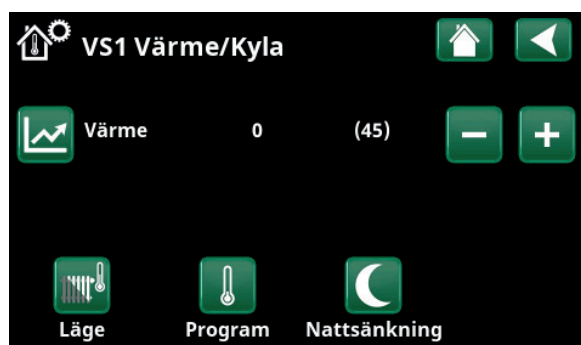 VS1 Värme/Kyla
Värme 0 (45)
Läge Program Nattsänkning